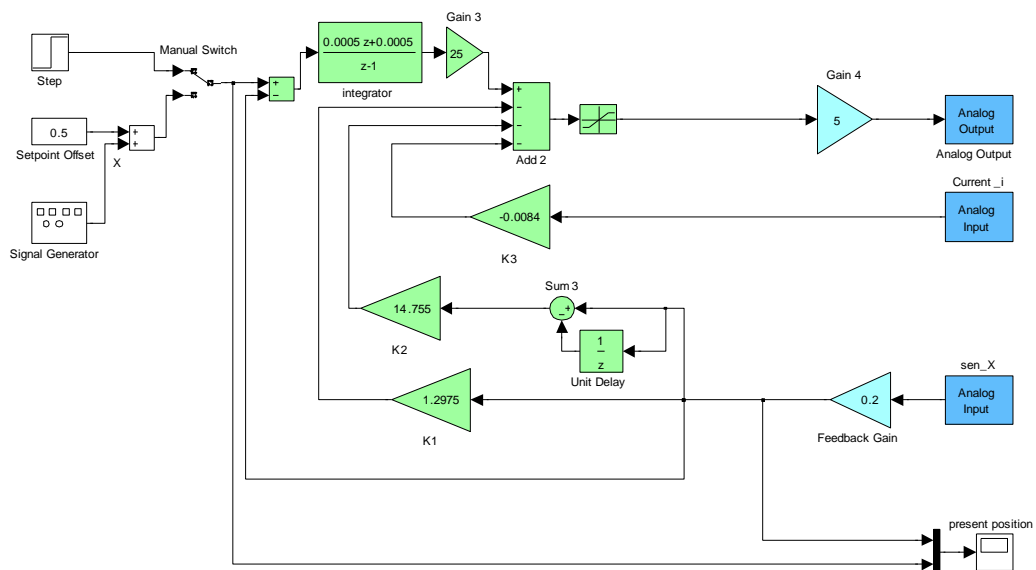 Gain 3
0.0005 z+0.0005
z-1
25
integrator
Manual Switch
Step
+
−
0.5
Setpoint Offset
+
+
X
Signal Generator
+
−
−
−
Add 2
Gain 4
5
Analog
Output
Analog Output
Current _i
Analog
Input
-0.0084
K3
Sum 3
14.755
K2
+
−
1
z
Unit Delay
1.2975
K1
0.2
Feedback Gain
sen_X
Analog
Input
present position